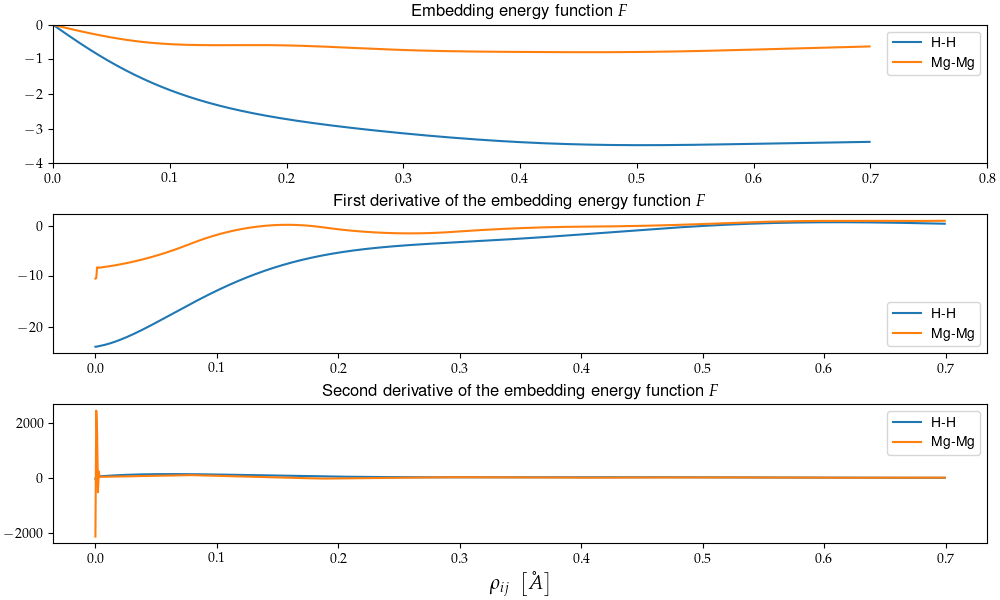 Embedding energy function F
0
−1
−2
−3
−4
0.0 0.1 0.2 0.3 0.4 0.5 0.6 0.7 0.8
H-H
Mg-Mg
First derivative of the embedding energy function F
0
−10
−20
0.0 0.1 0.2 0.3 0.4 0.5 0.6 0.7
H-H
Mg-Mg
Second derivative of the embedding energy function F
2000
0
−2000
0.0 0.1 0.2 0.3 0.4 0.5 0.6 0.7
H-H
Mg-Mg
ρij [Å]